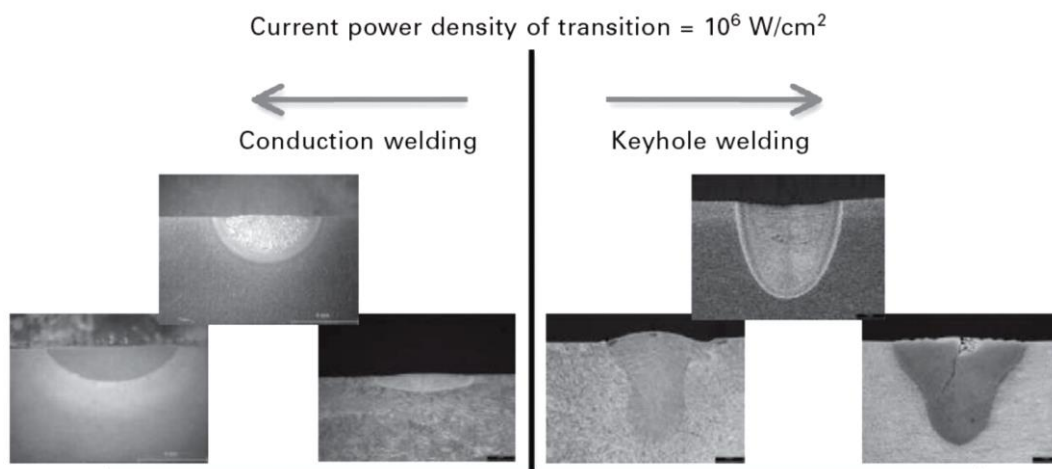 Current power density of transition = 10⁶ W/cm²
Conduction welding
Keyhole welding